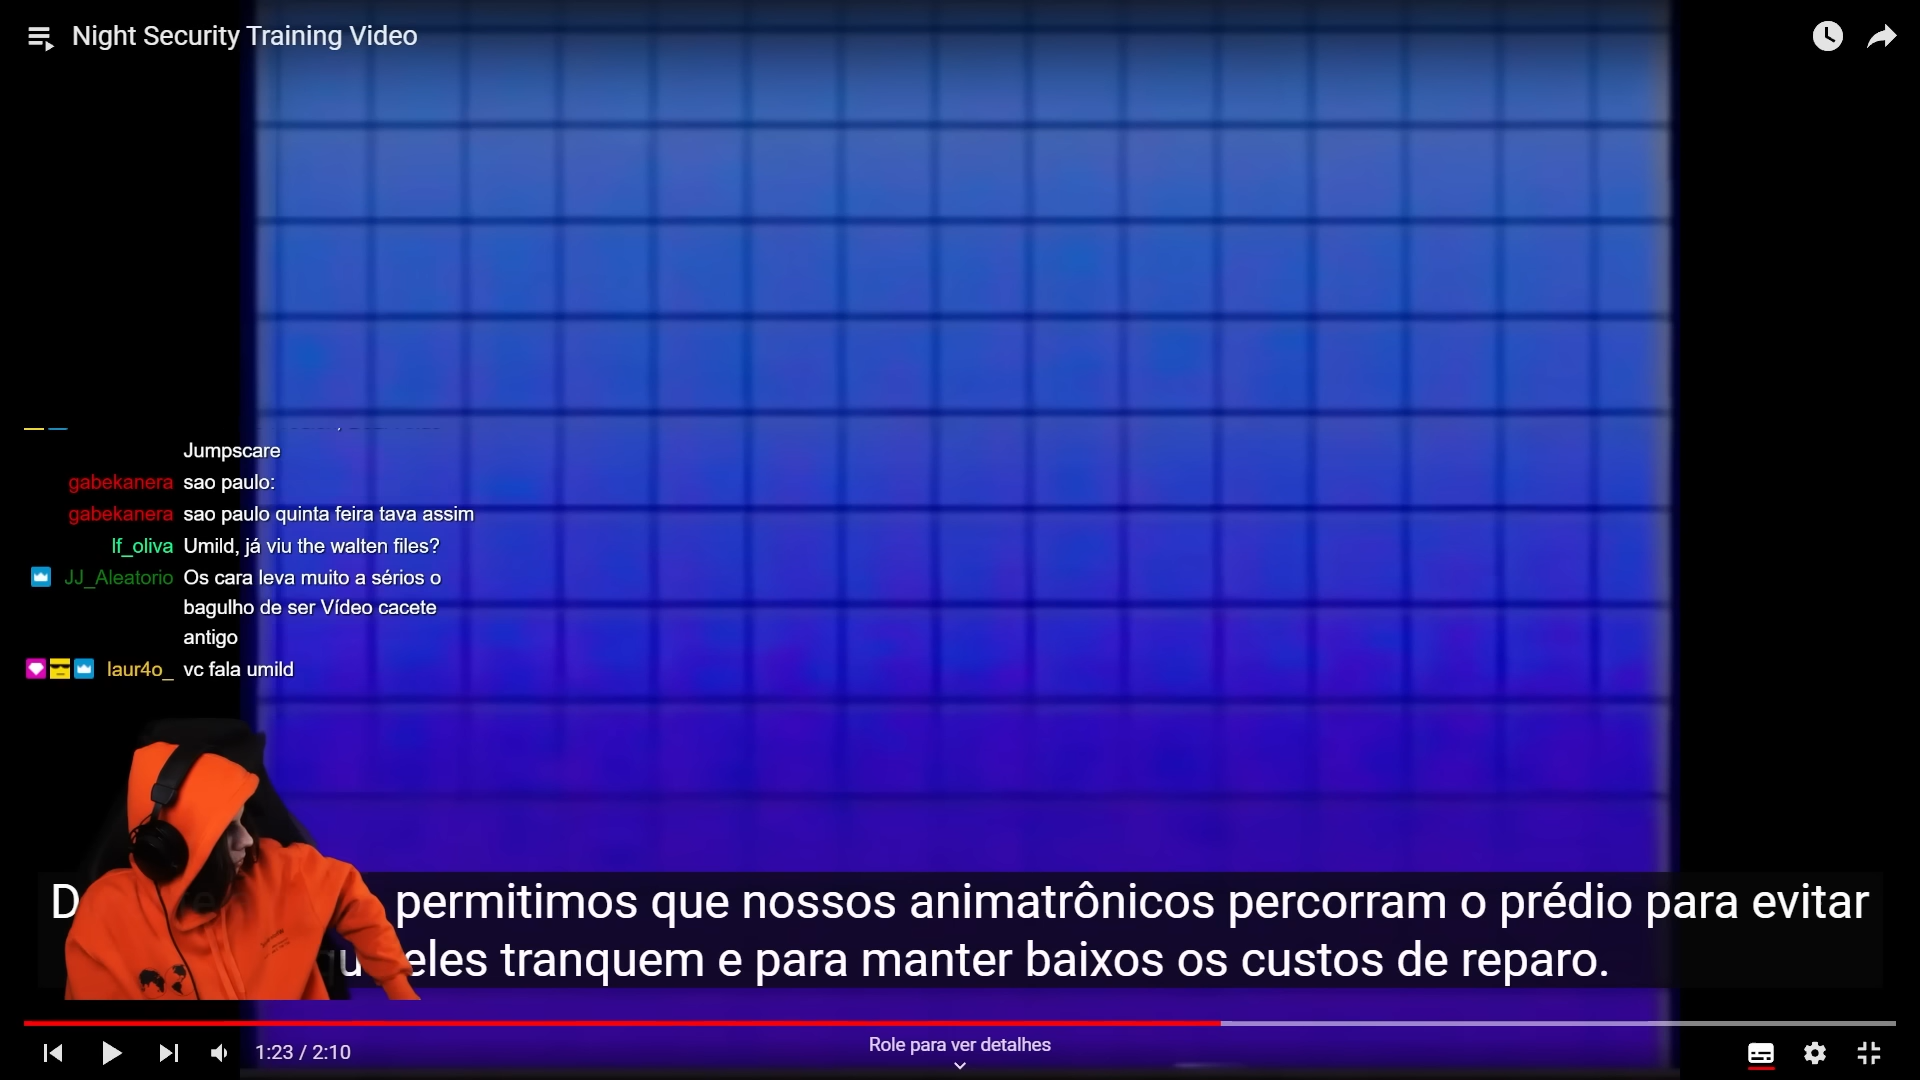 Night Security Training Video
Jumpscare
gabekanera sao paulo:
gabekanera sao paulo quinta feira tava assim
lf_oliva Umild, já viu the walten files?
JJ_Aleatorio Os cara leva muito a sérios o
bagulho de ser Vídeo cacete
antigo
laur4o_ vc fala umild
permitimos que nossos animatrônicos percorram o prédio para evitar
eles tranquem e para manter baixos os custos de reparo.
Role para ver detalhes
1:23 / 2:10